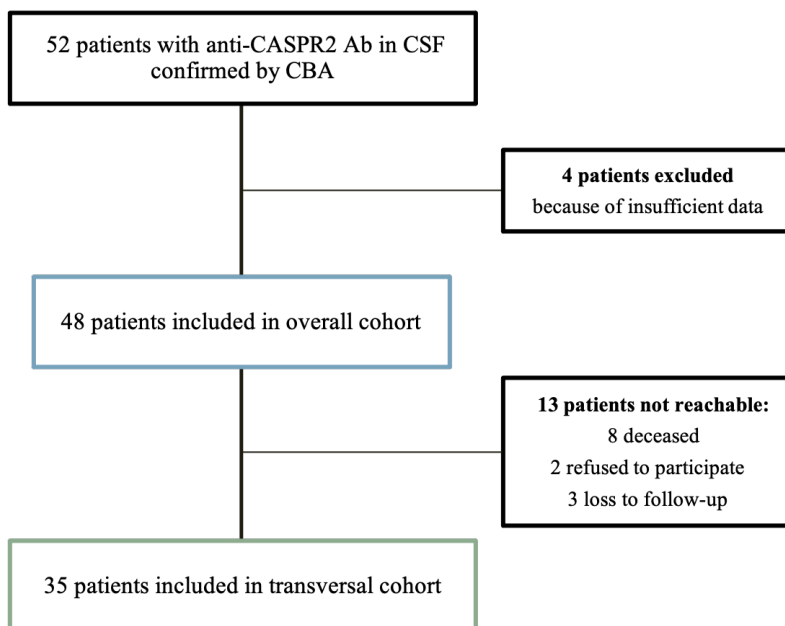 52 patients with anti-CASPR2 Ab in CSF
confirmed by CBA
4 patients excluded
because of insufficient data
48 patients included in overall cohort
13 patients not reachable:
8 deceased
2 refused to participate
3 loss to follow-up
35 patients included in transversal cohort